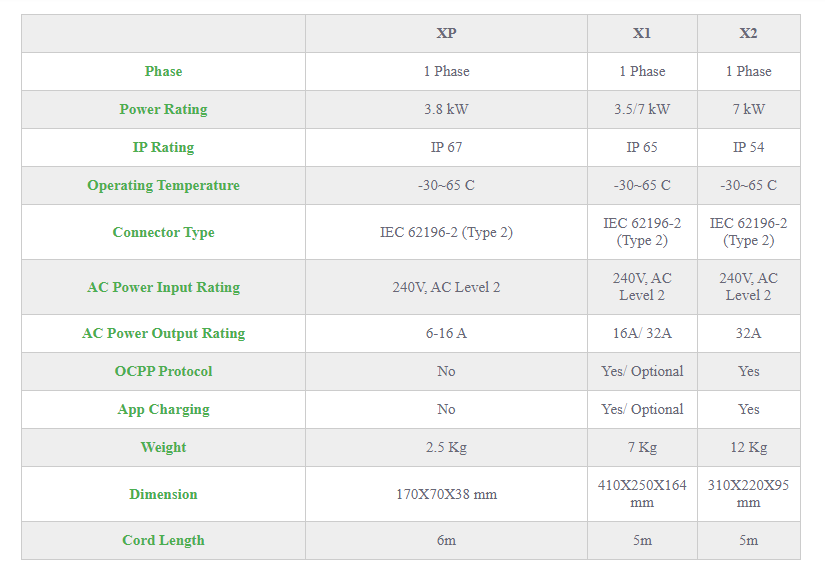 XP X1 X2
Phase 1 Phase 1 Phase 1 Phase
Power Rating 3.8 kW 3.5/7 kW 7 kW
IP Rating IP 67 IP 65 IP 54
Operating Temperature -30~65 C -30~65 C -30~65 C
Connector Type IEC 62196-2 (Type 2) IEC 62196-2 (Type 2) IEC 62196-2 (Type 2)
AC Power Input Rating 240V, AC Level 2 240V, AC Level 2 240V, AC Level 2
AC Power Output Rating 6-16 A 16A/ 32A 32A
OCPP Protocol No Yes/ Optional Yes
App Charging No Yes/ Optional Yes
Weight 2.5 Kg 7 Kg 12 Kg
Dimension 170X70X38 mm 410X250X164 mm 310X220X95 mm
Cord Length 6m 5m 5m